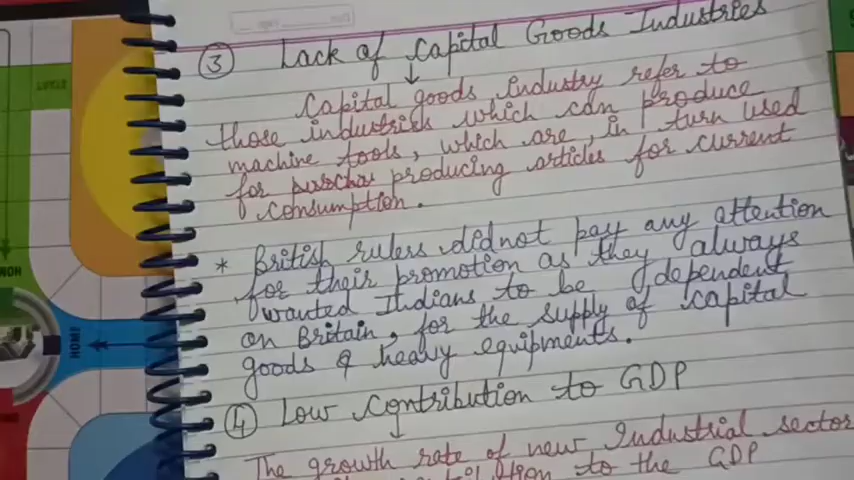 ③ Lack of Capital Goods Industries
Capital goods industry refer to
those industries which can produce
machine tools, which are, in turn used
for producing articles for current
consumption.
* British rulers didnot pay any attention
for their promotion as they always
wanted Indians to be dependent
on Britain, for the supply of capital
goods & heavy equipments.
④ Low Contribution to GDP
The growth rate of new Industrial sector
to the GDP
HOME